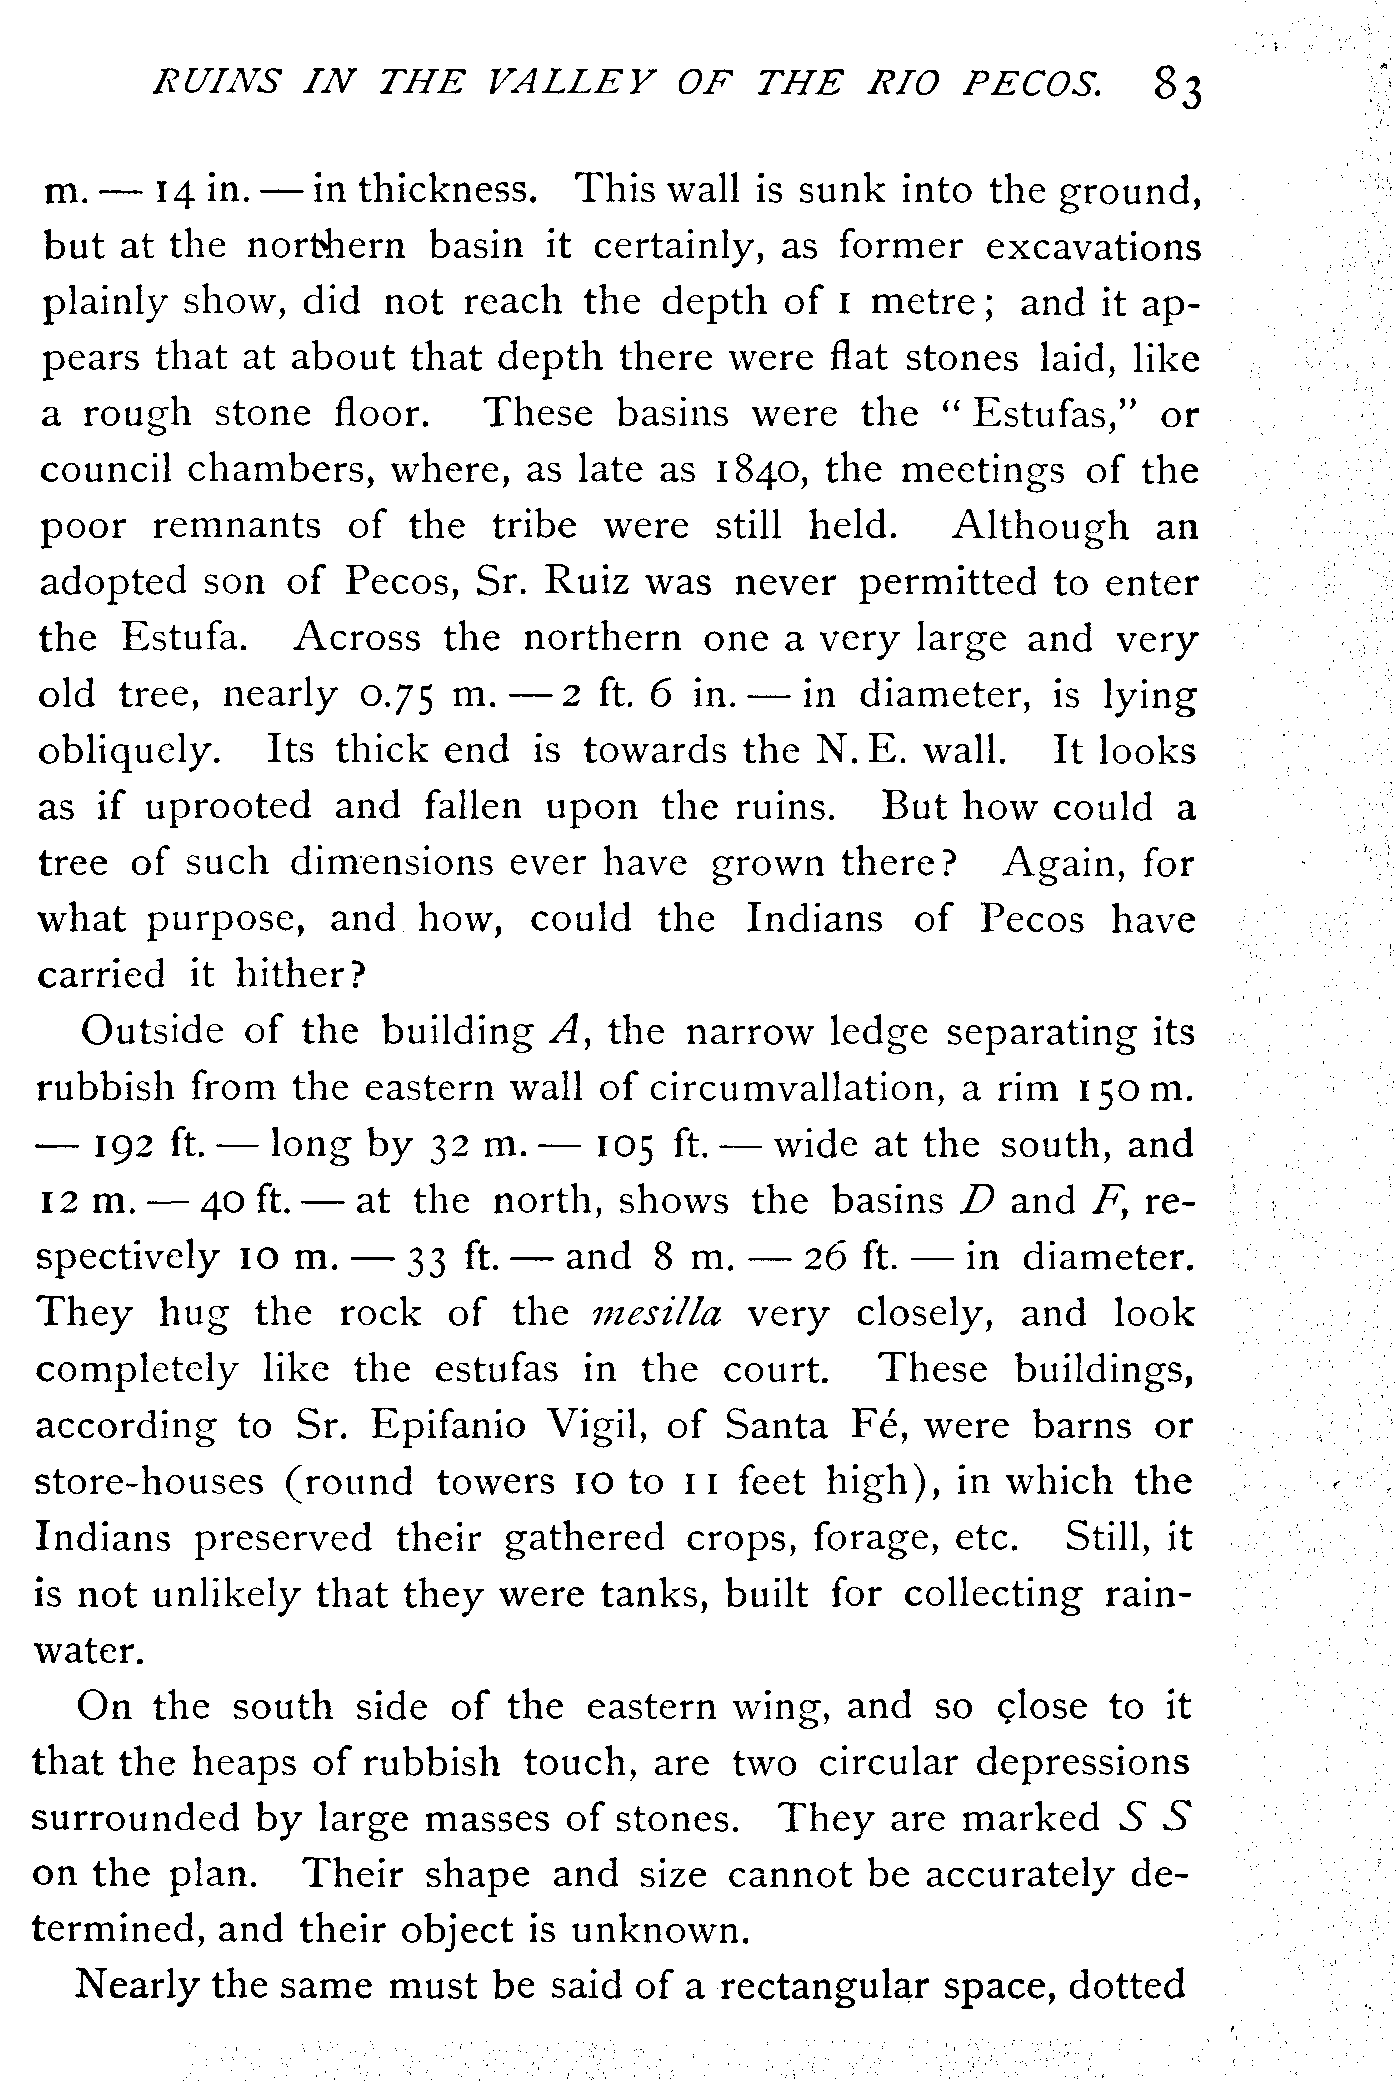 RUINS IN THE VALLEY OF THE RIO PECOS. 83
m. — 14 in. — in thickness. This wall is sunk into the ground,
but at the northern basin it certainly, as former excavations
plainly show, did not reach the depth of 1 metre; and it ap-
pears that at about that depth there were flat stones laid, like
a rough stone floor. These basins were the “Estufas,” or
council chambers, where, as late as 1840, the meetings of the
poor remnants of the tribe were still held. Although an
adopted son of Pecos, Sr. Ruiz was never permitted to enter
the Estufa. Across the northern one a very large and very
old tree, nearly 0.75 m. — 2 ft. 6 in. — in diameter, is lying
obliquely. Its thick end is towards the N. E. wall. It looks
as if uprooted and fallen upon the ruins. But how could a
tree of such dimensions ever have grown there? Again, for
what purpose, and how, could the Indians of Pecos have
carried it hither?
Outside of the building A, the narrow ledge separating its
rubbish from the eastern wall of circumvallation, a rim 150 m.
— 192 ft. — long by 32 m. — 105 ft. — wide at the south, and
12 m. — 40 ft. — at the north, shows the basins D and F, re-
spectively 10 m. — 33 ft. — and 8 m. — 26 ft. — in diameter.
They hug the rock of the mesilla very closely, and look
completely like the estufas in the court. These buildings,
according to Sr. Epifanio Vigil, of Santa Fé, were barns or
store-houses (round towers 10 to 11 feet high), in which the
Indians preserved their gathered crops, forage, etc. Still, it
is not unlikely that they were tanks, built for collecting rain-
water.
On the south side of the eastern wing, and so close to it
that the heaps of rubbish touch, are two circular depressions
surrounded by large masses of stones. They are marked S S
on the plan. Their shape and size cannot be accurately de-
termined, and their object is unknown.
Nearly the same must be said of a rectangular space, dotted